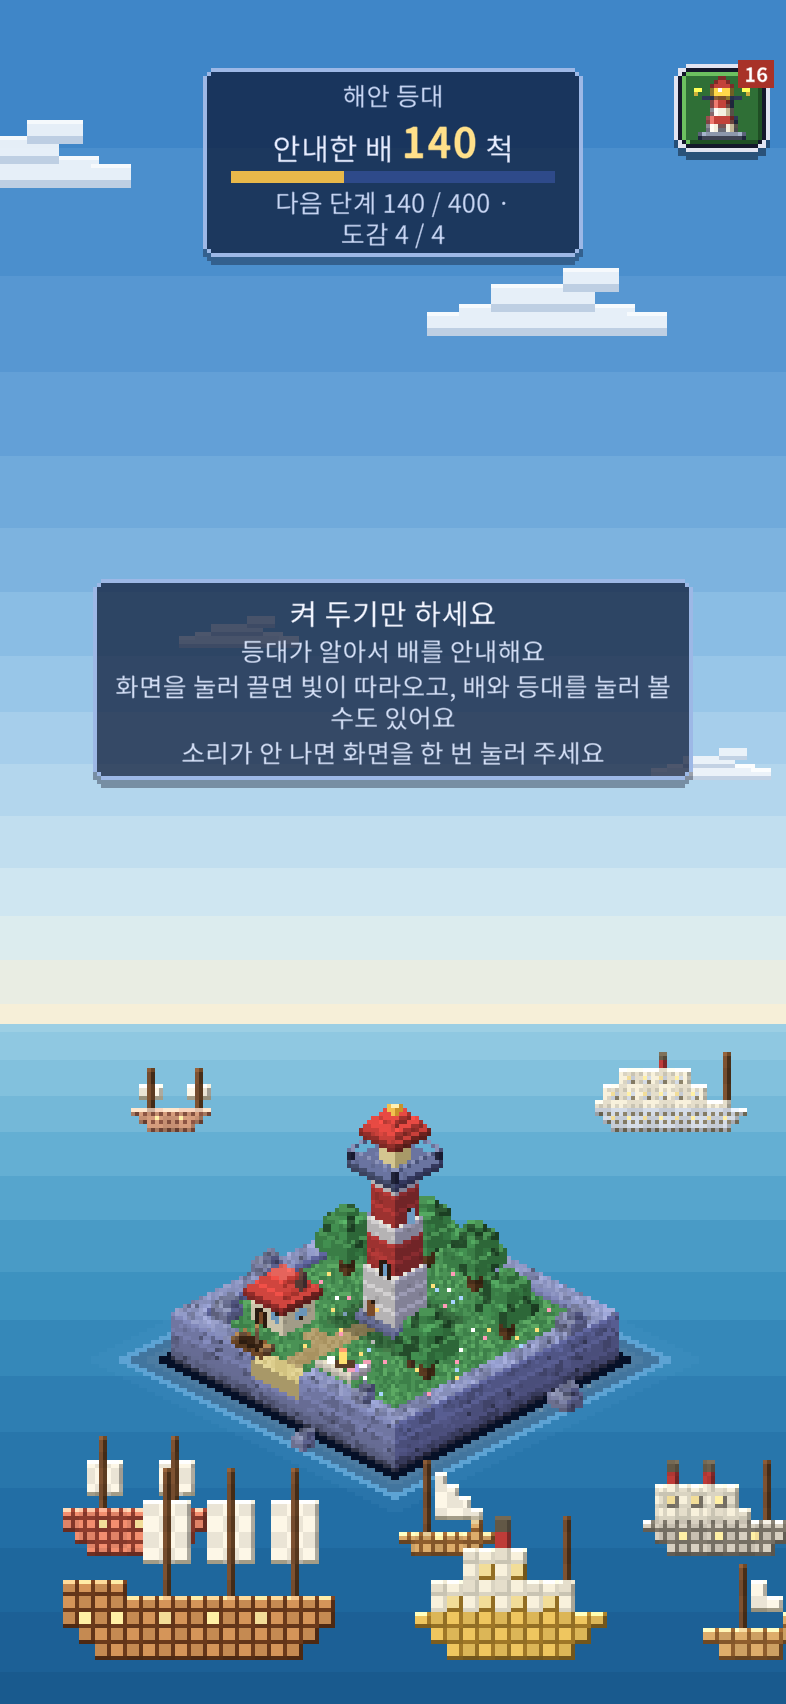 해안 등대
16
안내한 배 140 척
다음 단계 140 / 400 ·
도감 4 / 4
켜 두기만 하세요
등대가 알아서 배를 안내해요
화면을 눌러 끌면 빛이 따라오고, 배와 등대를 눌러 볼
수도 있어요
소리가 안 나면 화면을 한 번 눌러 주세요